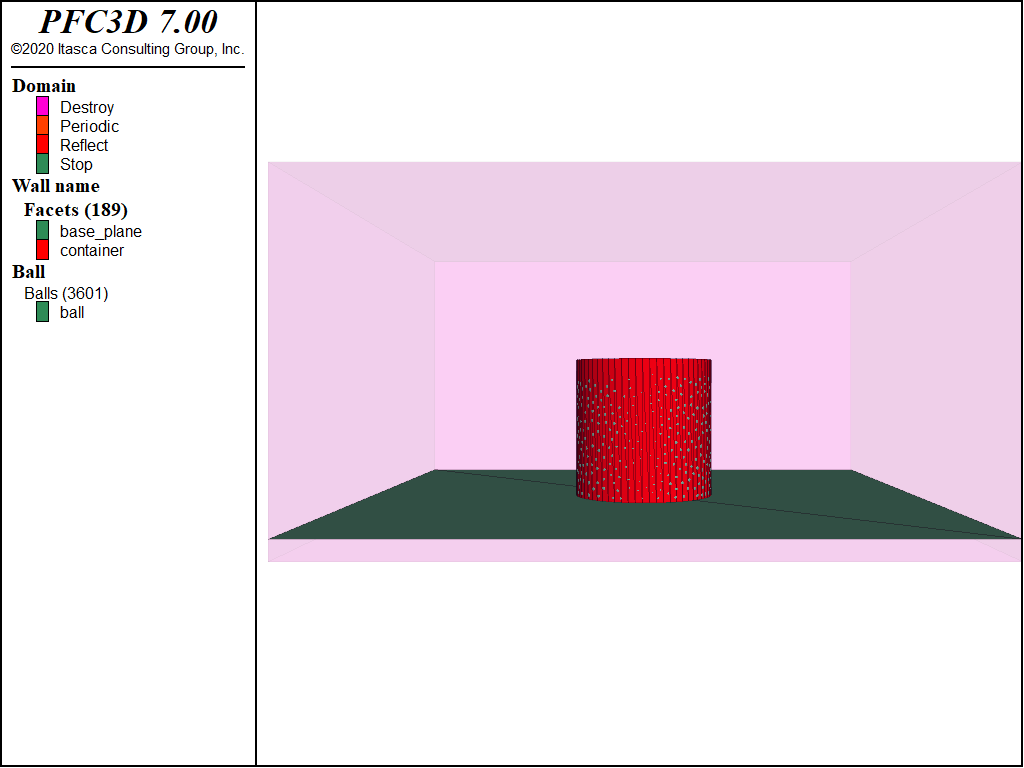 PFC3D 7.00
©2020 Itasca Consulting Group, Inc.
Domain
Destroy
Periodic
Reflect
Stop
Wall name
Facets (189)
base_plane
container
Ball
Balls (3601)
ball